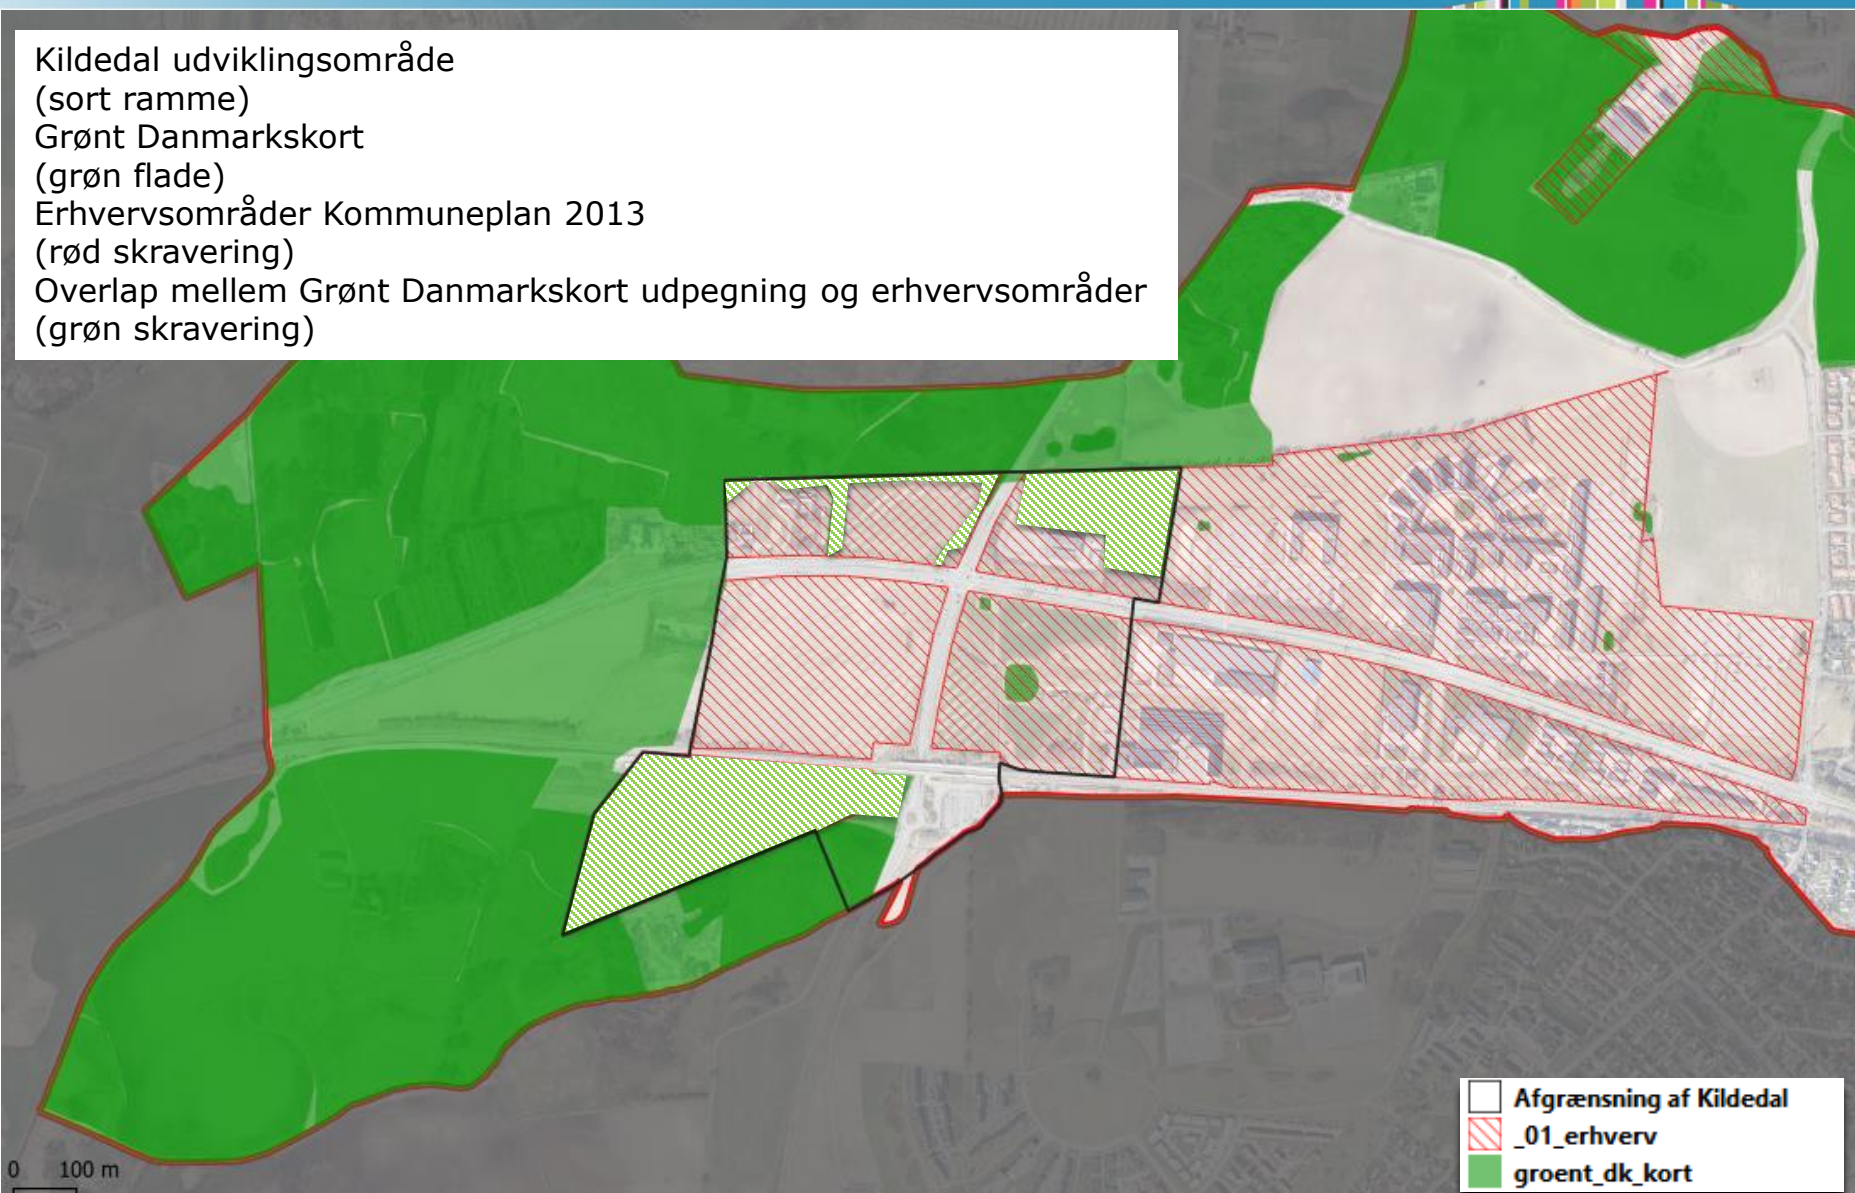 Kildedal udviklingsområde
(sort ramme)
Grønt Danmarkskort
(grøn flade)
Erhvervsområder Kommuneplan 2013
(rød skravering)
Overlap mellem Grønt Danmarkskort udpegning og erhvervsområder
(grøn skravering)
Afgrænsning af Kildedal
_01_erhverv
groent_dk_kort
0 100 m